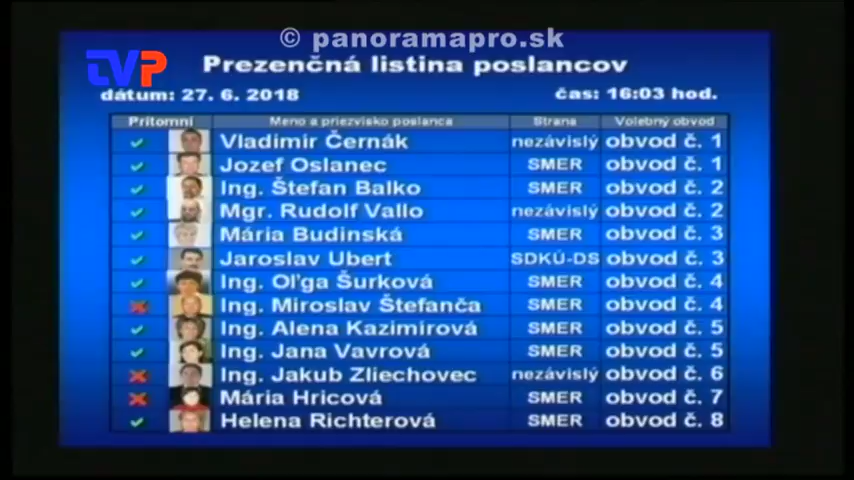 © panoramapro.sk
TVP
Prezenčná listina poslancov
dátum: 27. 6. 2018 čas: 16:03 hod.
Prítomní Meno a priezvisko poslanca Strana Volebný obvod
Vladimír Černák nezávislý obvod č. 1
Jozef Oslanec SMER obvod č. 1
Ing. Štefan Balko SMER obvod č. 2
Mgr. Rudolf Vallo nezávislý obvod č. 2
Mária Budinská SMER obvod č. 3
Jaroslav Ubert SDKÚ-DS obvod č. 3
Ing. Oľga Šurková SMER obvod č. 4
Ing. Miroslav Štefanča SMER obvod č. 4
Ing. Alena Kazimírová SMER obvod č. 5
Ing. Jana Vavrová SMER obvod č. 5
Ing. Jakub Zliechovec nezávislý obvod č. 6
Mária Hricová SMER obvod č. 7
Helena Richterová SMER obvod č. 8